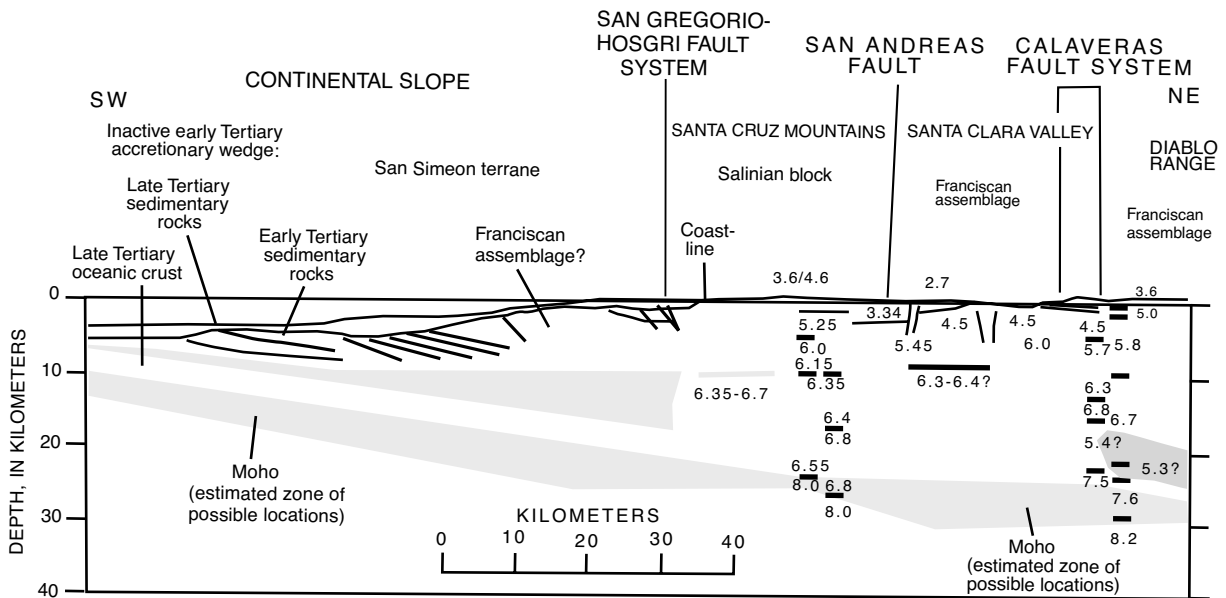 SAN GREGORIO-
HOSGRI FAULT
SYSTEM
SAN ANDREAS
FAULT
CALAVERAS
FAULT SYSTEM
CONTINENTAL SLOPE
SW
NE
Inactive early Tertiary
accretionary wedge:
SANTA CRUZ MOUNTAINS
SANTA CLARA VALLEY
DIABLO
RANGE
San Simeon terrane
Salinian block
Franciscan
assemblage
Late Tertiary
sedimentary
rocks
Early Tertiary
sedimentary
rocks
Franciscan
assemblage?
Coast-
line
Franciscan
assemblage
Late Tertiary
oceanic crust
3.6/4.6
2.7
3.6
5.0
3.34
5.25
4.5
4.5
4.5
6.0
5.45
6.0
5.7
5.8
6.15
6.35
6.35-6.7
6.3-6.4?
6.3
6.8
6.7
6.4
6.8
5.4?
5.3?
6.55
8.0
6.8
8.0
7.5
7.6
8.2
Moho
(estimated zone of
possible locations)
Moho
(estimated zone of
possible locations)
KILOMETERS
0
10
20
30
40
DEPTH, IN KILOMETERS
0
10
20
30
40